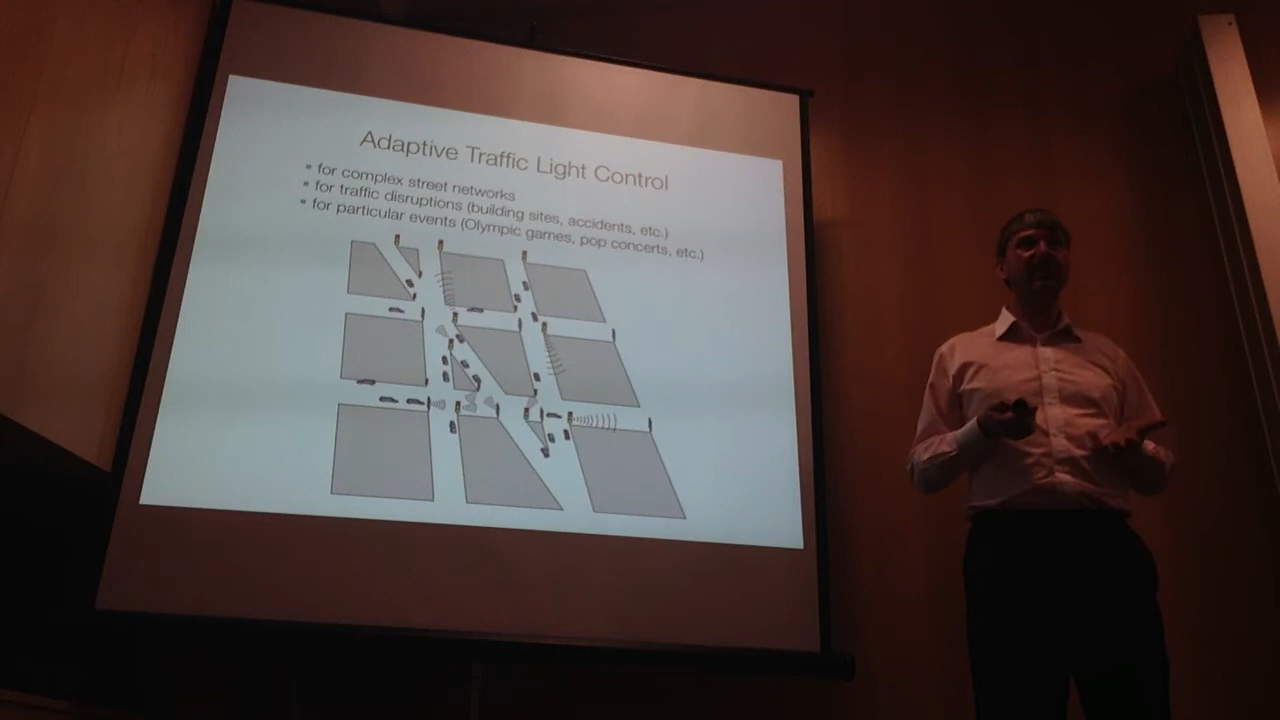 Adaptive Traffic Light Control
▪ for complex street networks
▪ for traffic disruptions (building sites, accidents, etc.)
▪ for particular events (Olympic games, pop concerts, etc.)